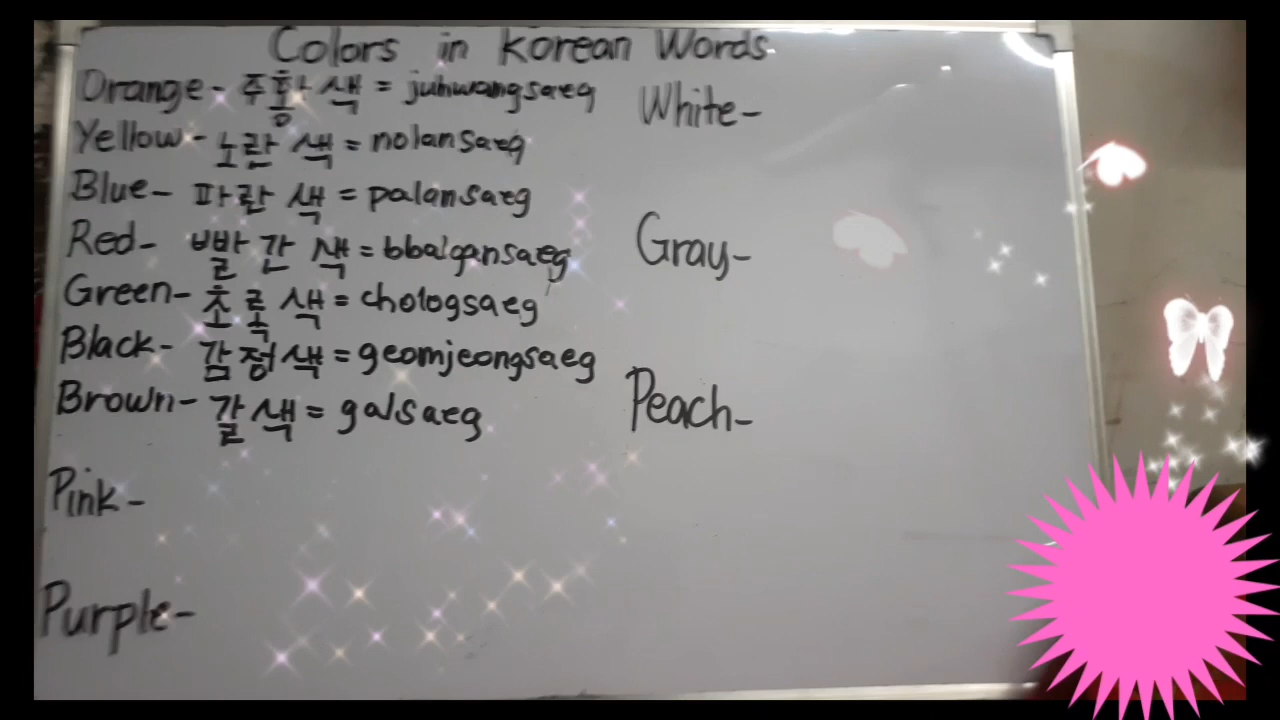 Colors in Korean Words
Orange - 주황색 = juhwangsaeg
Yellow - 노란색 = nolansaeg
Blue - 파란색 = palansaeg
Red - 빨간색 = bbalgansaeg
Green - 초록색 = chologsaeg
Black - 감정색 = geomjeongsaeg
Brown - 갈색 = galsaeg
Pink -
Purple -
White -
Gray -
Peach -